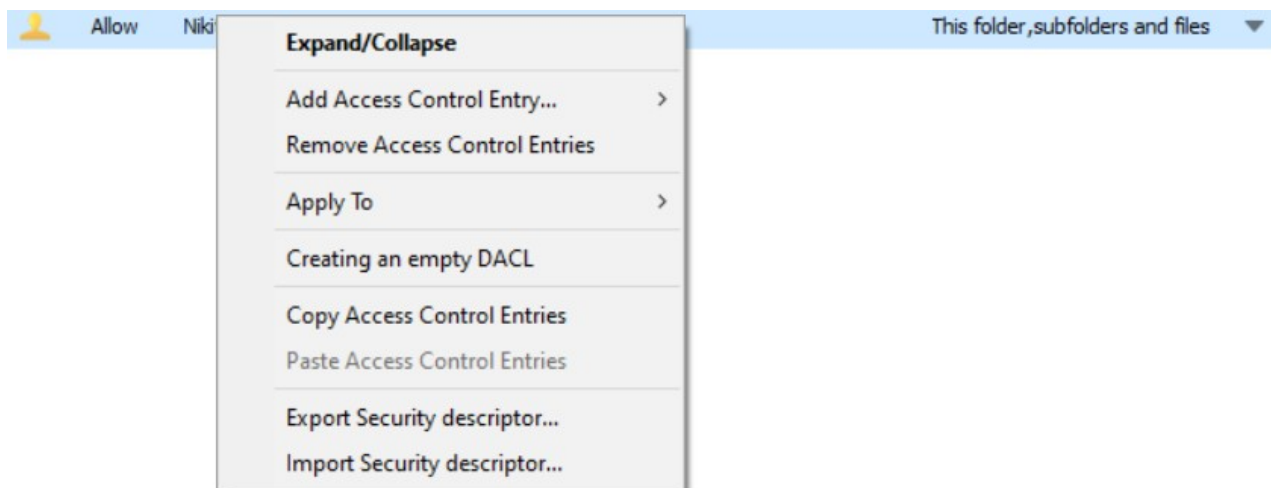 Allow Niki This folder,subfolders and files
Expand/Collapse
Add Access Control Entry...
Remove Access Control Entries
Apply To
Creating an empty DACL
Copy Access Control Entries
Paste Access Control Entries
Export Security descriptor...
Import Security descriptor...